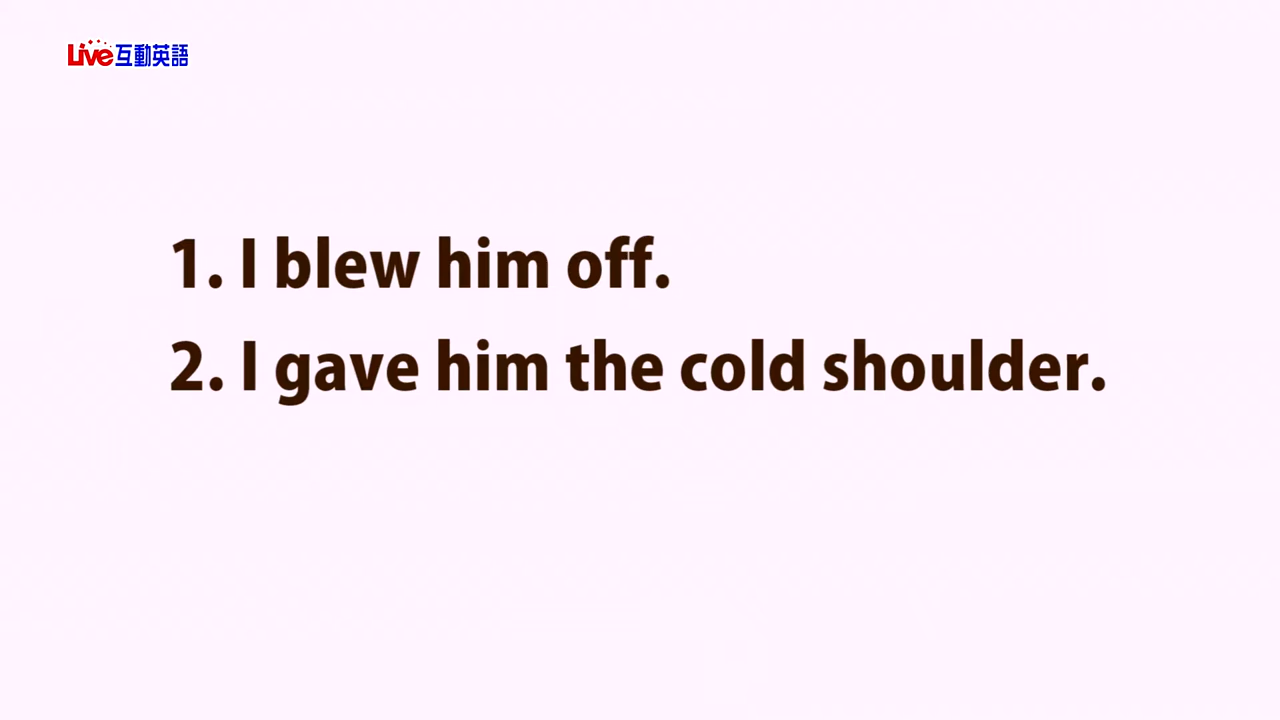 Live互動英語
1. I blew him off.
2. I gave him the cold shoulder.